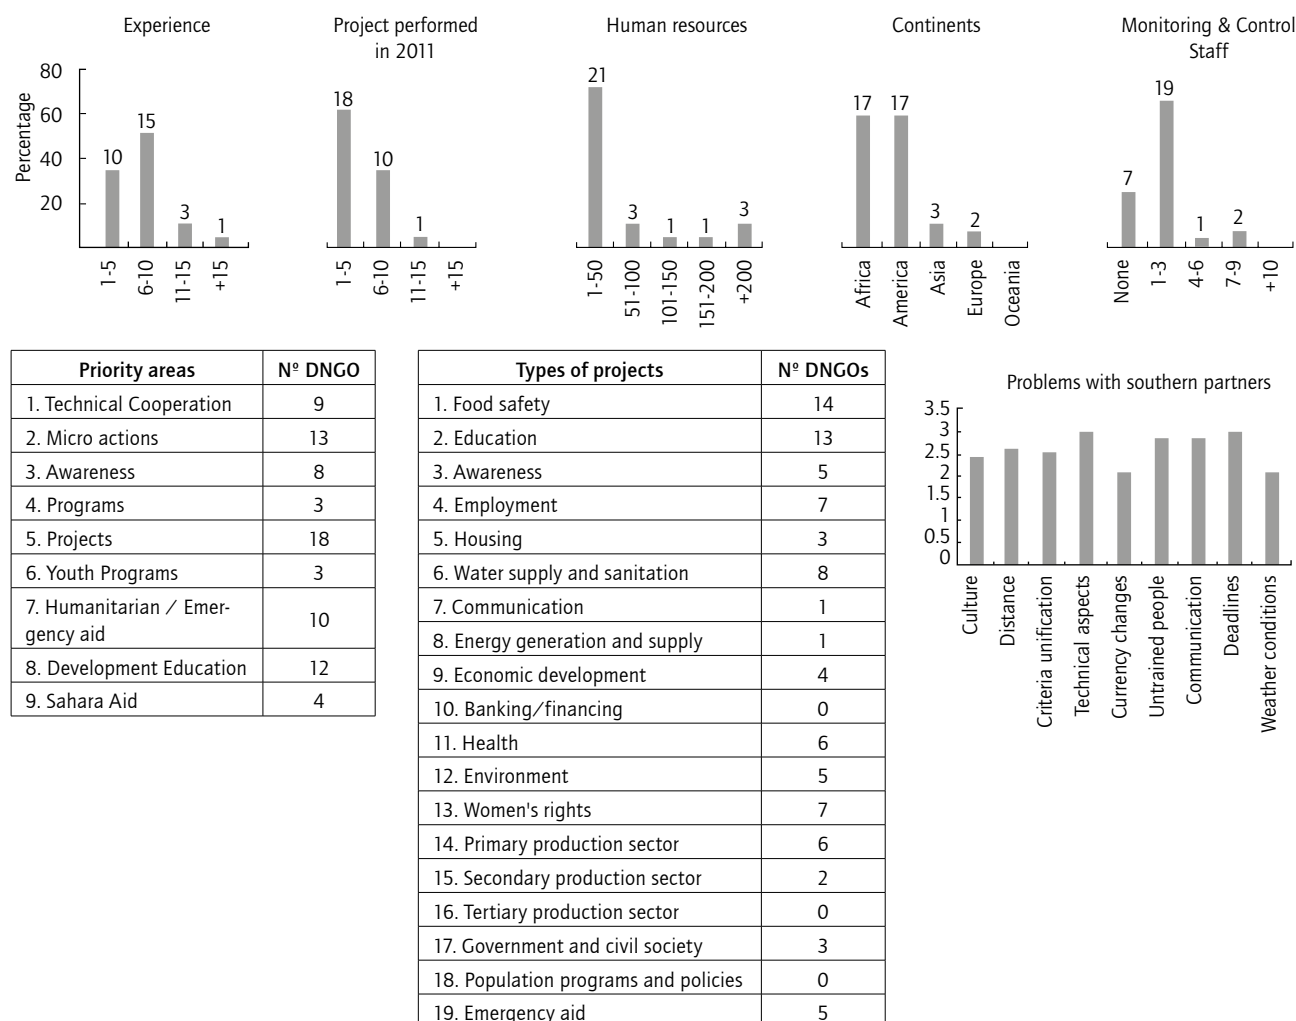 Experience
Project performed
in 2011
Human resources
Continents
Monitoring & Control
Staff
Percentage
80
60
40
20
10
15
3
1
1-5
6-10
11-15
+15
18
10
1
1-5
6-10
11-15
+15
21
3
1
1
3
1-50
51-100
101-150
151-200
+200
17
17
3
2
Africa
America
Asia
Europe
Oceania
7
19
1
2
None
1-3
4-6
7-9
+10
Priority areas Nº DNGO
1. Technical Cooperation 9
2. Micro actions 13
3. Awareness 8
4. Programs 3
5. Projects 18
6. Youth Programs 3
7. Humanitarian / Emer-
gency aid 10
8. Development Education 12
9. Sahara Aid 4
Types of projects Nº DNGOs
1. Food safety 14
2. Education 13
3. Awareness 5
4. Employment 7
5. Housing 3
6. Water supply and sanitation 8
7. Communication 1
8. Energy generation and supply 1
9. Economic development 4
10. Banking/financing 0
11. Health 6
12. Environment 5
13. Women's rights 7
14. Primary production sector 6
15. Secondary production sector 2
16. Tertiary production sector 0
17. Government and civil society 3
18. Population programs and policies 0
19. Emergency aid 5
Problems with southern partners
3.5
3
2.5
2
1.5
1
0.5
0
Culture
Distance
Criteria unification
Technical aspects
Currency changes
Untrained people
Communication
Deadlines
Weather conditions